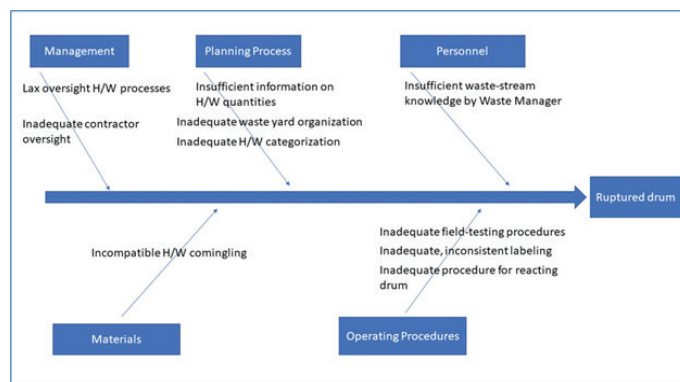 Management
Planning Process
Personnel
Lax oversight H/W processes
Inadequate contractor
oversight
Insufficient information on
H/W quantities
Inadequate waste yard organization
Inadequate H/W categorization
Insufficient waste-stream
knowledge by Waste Manager
Ruptured drum
Incompatible H/W comingling
Inadequate field-testing procedures
Inadequate, inconsistent labeling
Inadequate procedure for reacting
drum
Materials
Operating Procedures